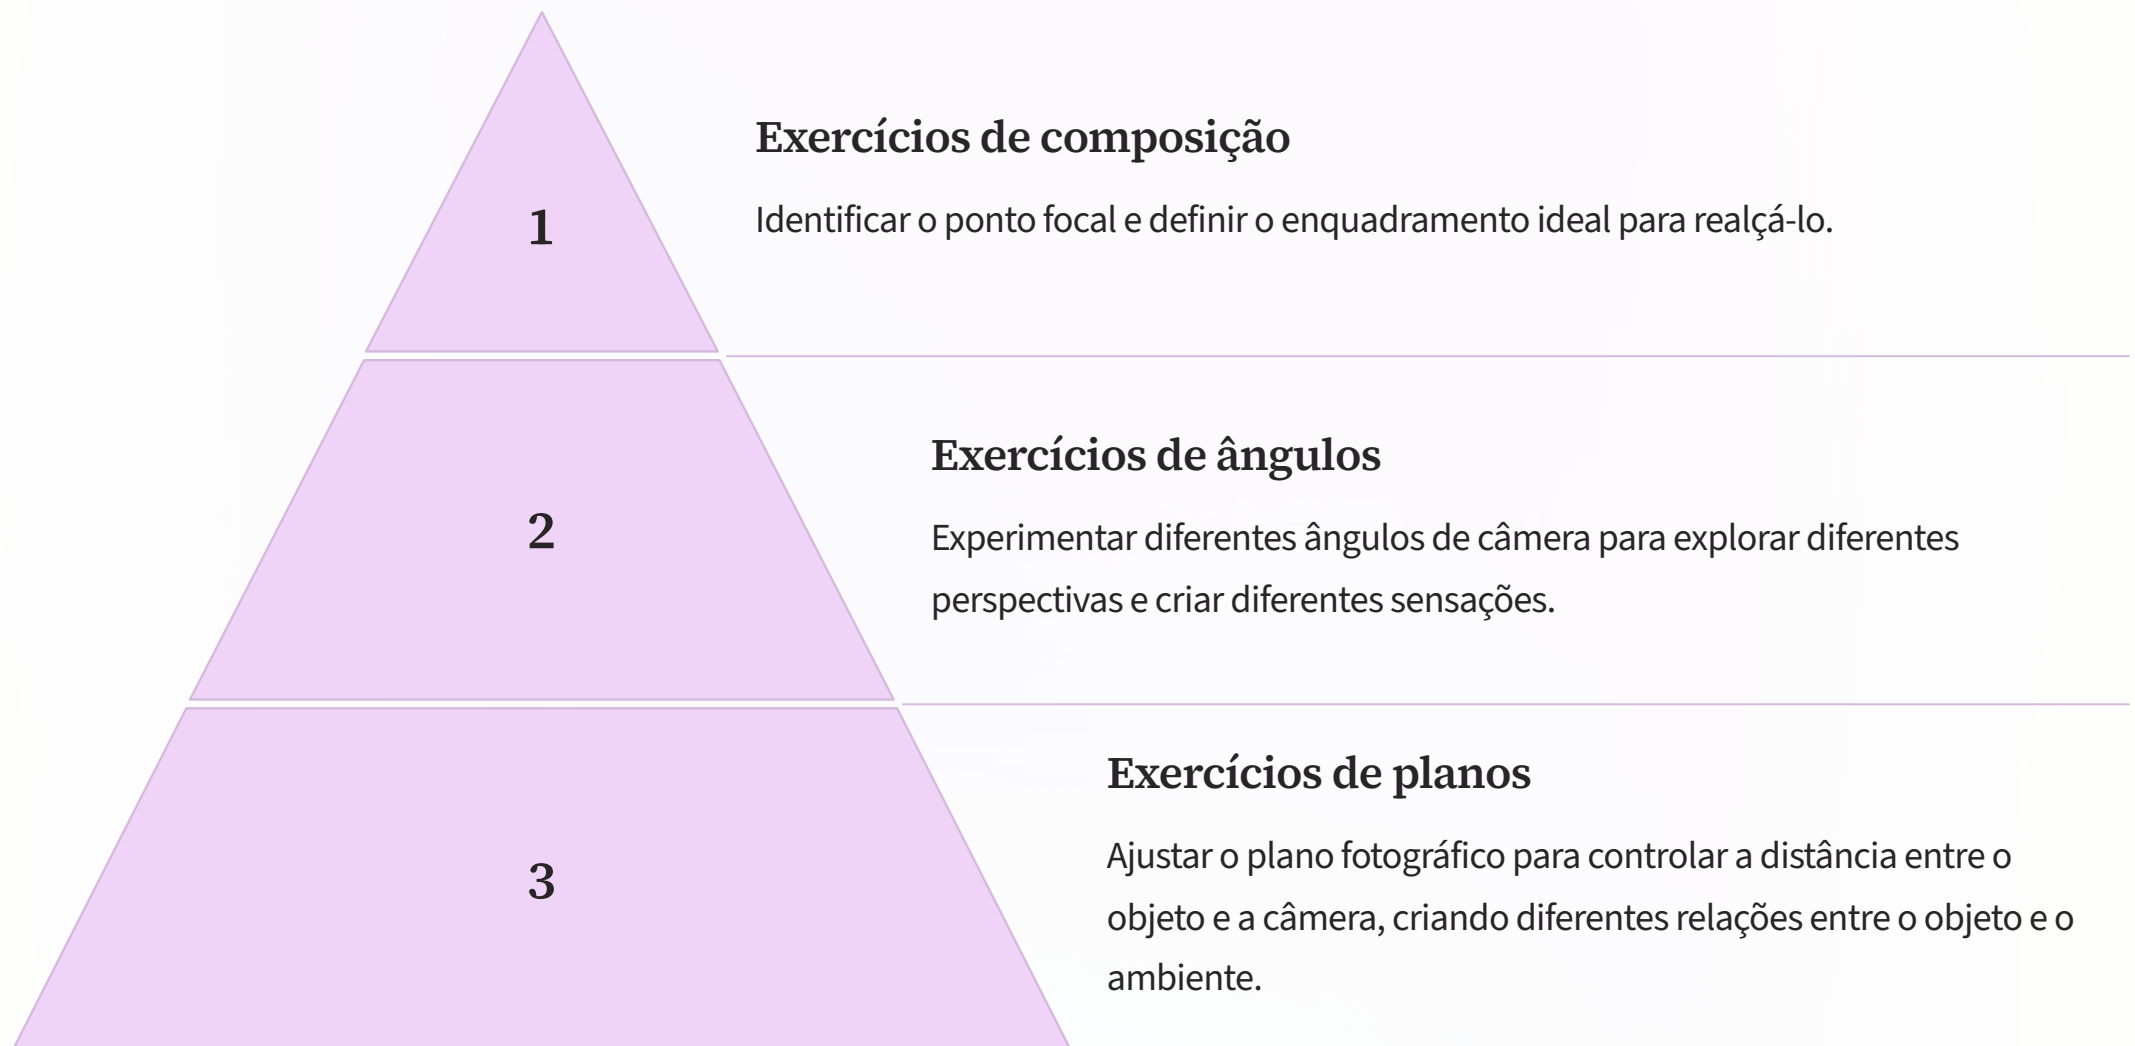 1
Exercícios de composição
Identificar o ponto focal e definir o enquadramento ideal para realçá-lo.
2
Exercícios de ângulos
Experimentar diferentes ângulos de câmera para explorar diferentes
perspectivas e criar diferentes sensações.
3
Exercícios de planos
Ajustar o plano fotográfico para controlar a distância entre o
objeto e a câmera, criando diferentes relações entre o objeto e o
ambiente.